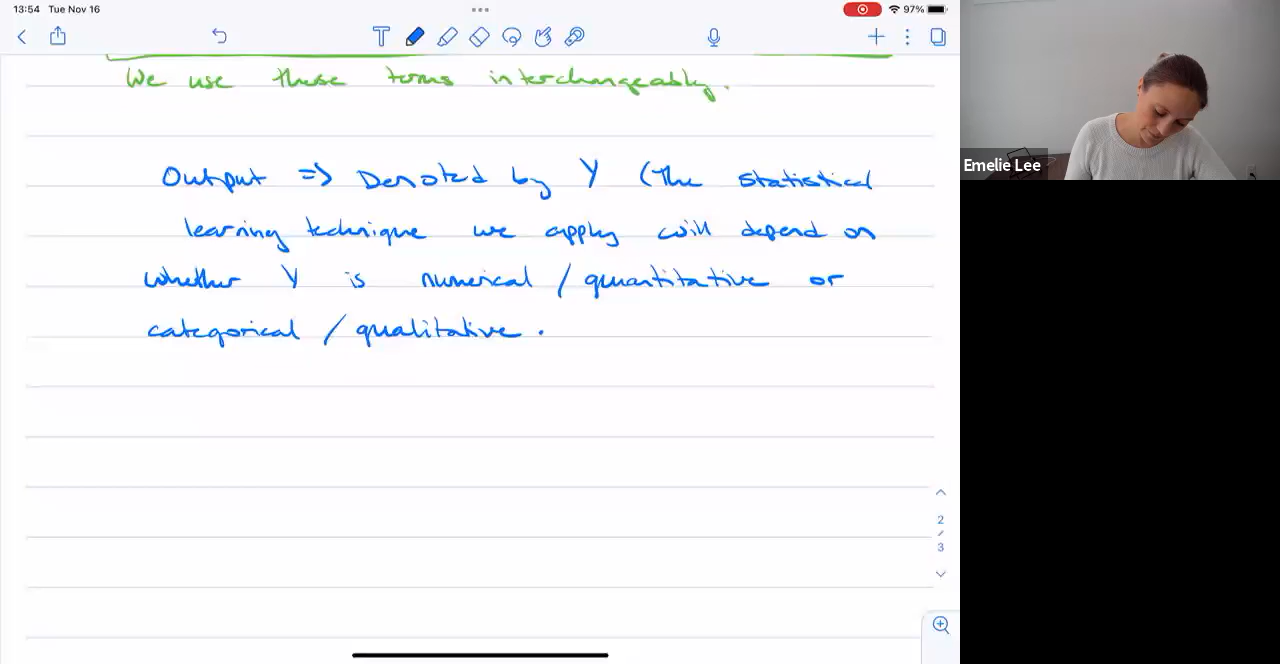 13:54 Tue Nov 16
97%
We use these terms interchangeably.
Output => Denoted by Y (The statistical
learning technique we apply will depend on
whether Y is numerical / quantitative or
categorical / qualitative .
Emelie Lee
2
/
3